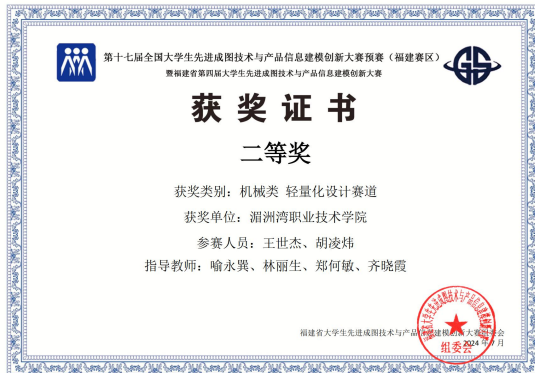 第十七届全国大学生先进成图技术与产品信息建模创新大赛预赛（福建赛区）
暨福建省第四届大学生先进成图技术与产品信息建模创新大赛
获奖证书
二等奖
获奖类别：机械类 轻量化设计赛道
获奖单位：湄洲湾职业技术学院
参赛人员：王世杰、胡凌炜
指导教师：喻永巽、林丽生、郑何敏、齐晓霞
福建省大学生先进成图技术与产品信息建模创新大赛组委会
2024 年 7 月
组委会